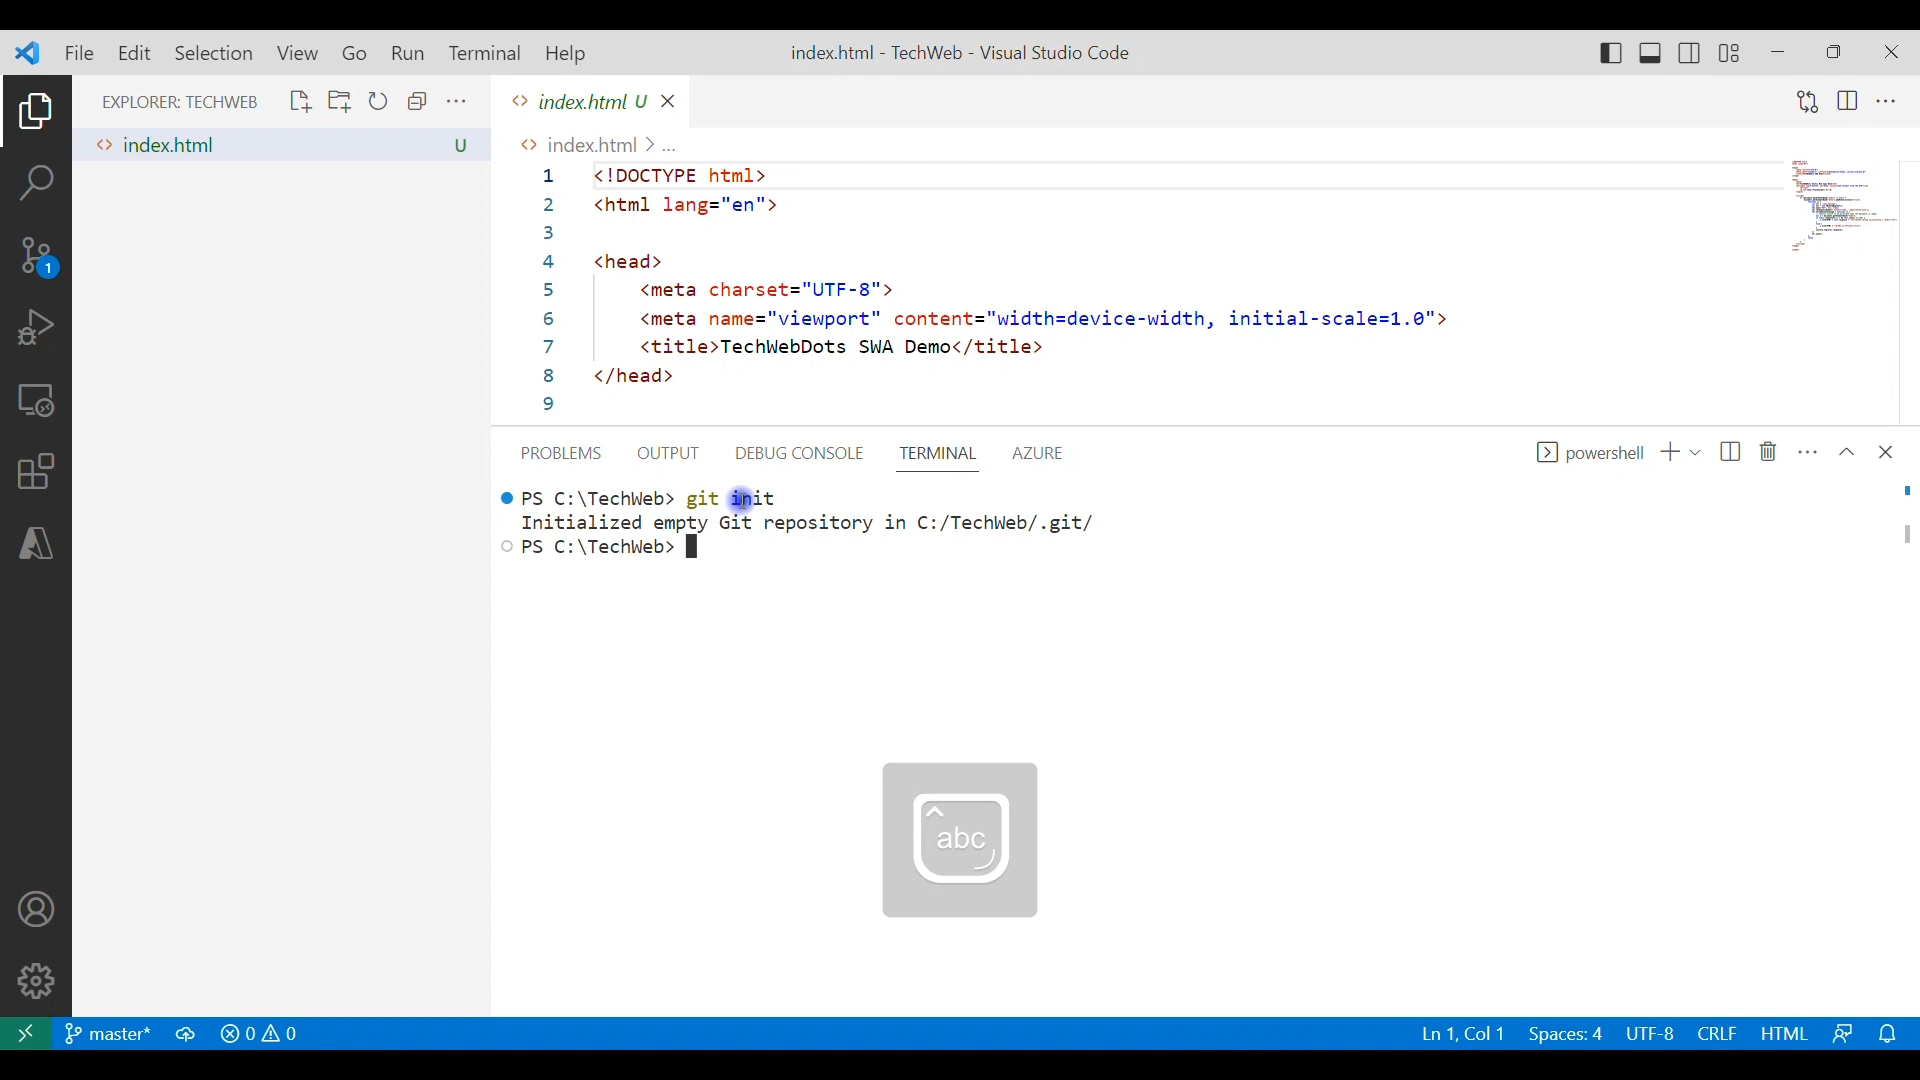 File Edit Selection View Go Run Terminal Help
index.html - TechWeb - Visual Studio Code
EXPLORER: TECHWEB
index.html U
index.html U
index.html > ...
1 <!DOCTYPE html>
2 <html lang="en">
3
4 <head>
5 <meta charset="UTF-8">
6 <meta name="viewport" content="width=device-width, initial-scale=1.0">
7 <title>TechWebDots SWA Demo</title>
8 </head>
9
1
PROBLEMS OUTPUT DEBUG CONSOLE TERMINAL AZURE
powershell
PS C:\TechWeb> git init
Initialized empty Git repository in C:/TechWeb/.git/
PS C:\TechWeb>
abc
master* 0 0
Ln 1, Col 1 Spaces: 4 UTF-8 CRLF HTML